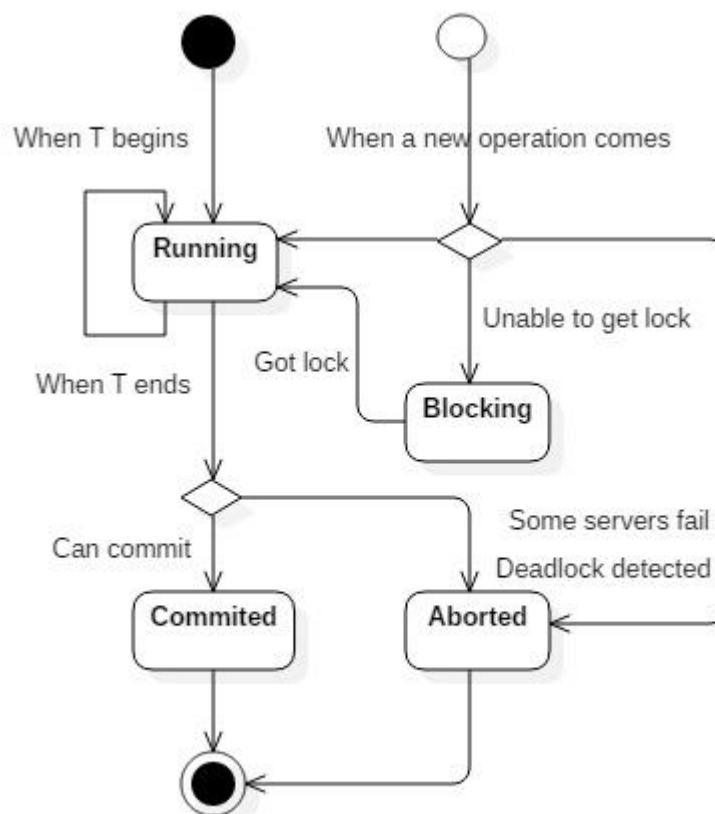 When T begins
When a new operation comes
Running
Unable to get lock
Got lock
When T ends
Blocking
Some servers fail
Can commit
Deadlock detected
Commited
Aborted